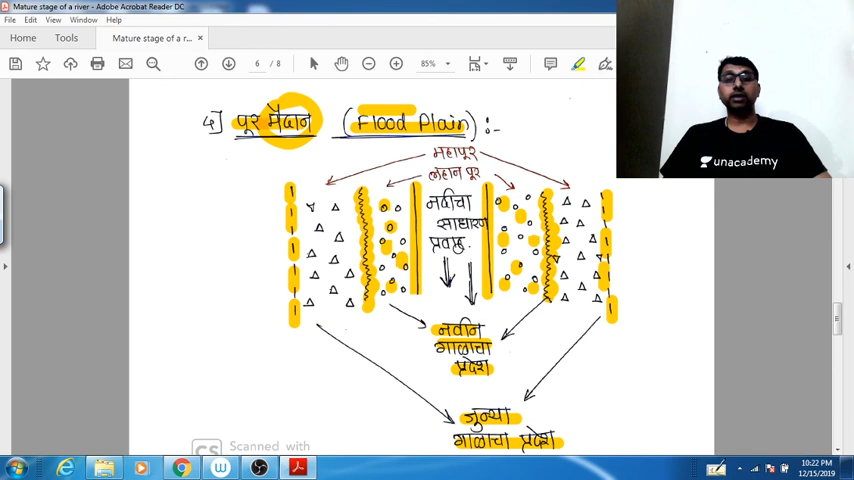 Mature stage of a river - Adobe Acrobat Reader DC
File Edit View Window Help
Home Tools Mature stage of a r... ×
6 / 8 85%
unacademy
५] पूर मैदान (Flood Plain) :-
महापूर
लहान पूर
नदीचा
साधारण
प्रवाह.
नवीन
गाळाचा
प्रदेश
जुन्या
गाळाचा प्रदेश
CS Scanned with
10:22 PM
12/15/2019